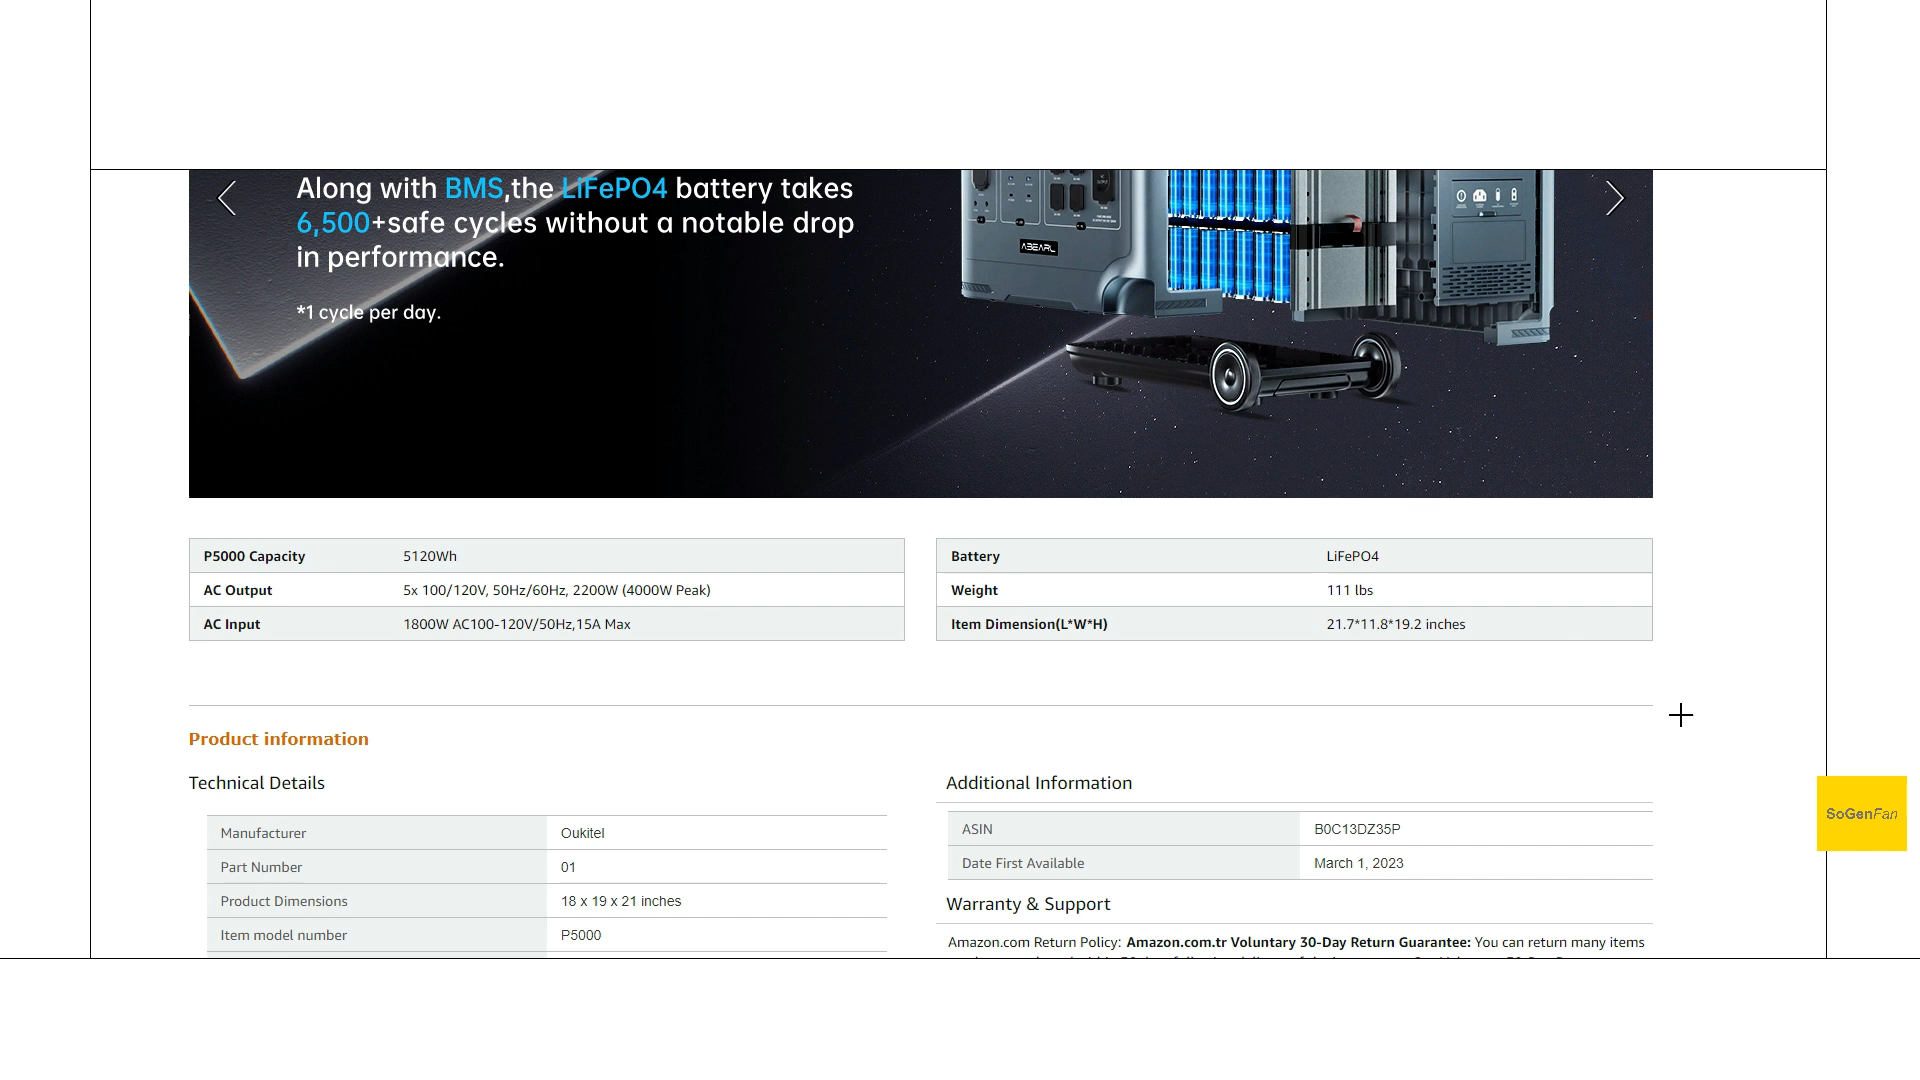 Along with BMS,the LiFePO4 battery takes
6,500+safe cycles without a notable drop
in performance.
*1 cycle per day.
ABEARL
P5000 Capacity 5120Wh
AC Output 5x 100/120V, 50Hz/60Hz, 2200W (4000W Peak)
AC Input 1800W AC100-120V/50Hz,15A Max
Battery LiFePO4
Weight 111 lbs
Item Dimension(L*W*H) 21.7*11.8*19.2 inches
Product information
Technical Details
Manufacturer Oukitel
Part Number 01
Product Dimensions 18 x 19 x 21 inches
Item model number P5000
Additional Information
ASIN B0C13DZ35P
Date First Available March 1, 2023
Warranty & Support
Amazon.com Return Policy: Amazon.com.tr Voluntary 30-Day Return Guarantee: You can return many items
SoGenFan